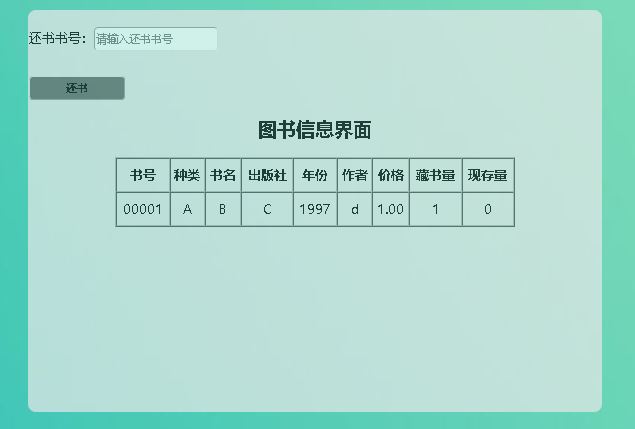 还书书号： 请输入还书书号
还书
图书信息界面
书号 种类 书名 出版社 年份 作者 价格 藏书量 现存量
00001 A B C 1997 d 1.00 1 0